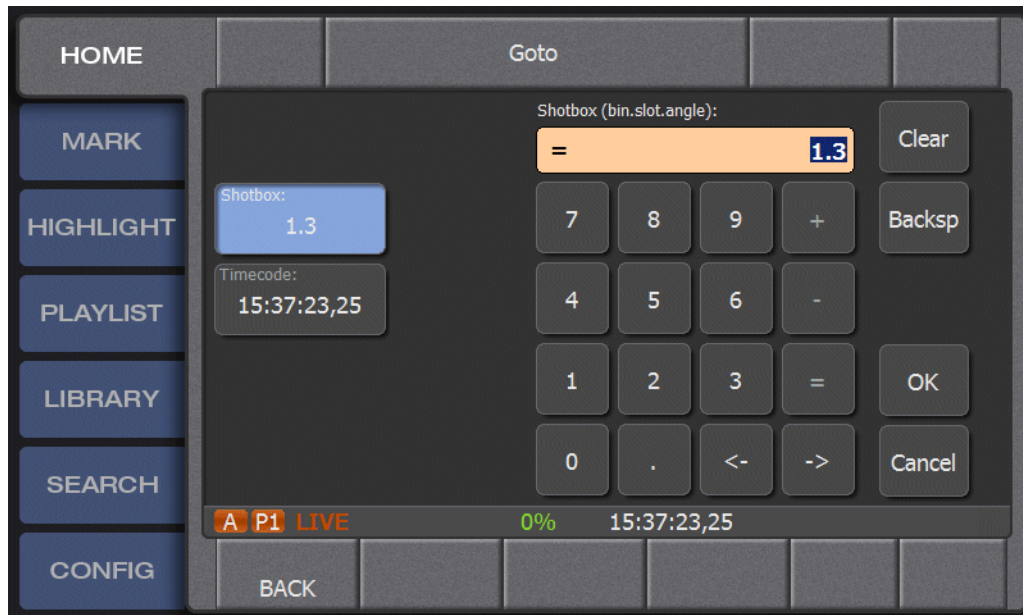 HOME
Goto
MARK
HIGHLIGHT
PLAYLIST
LIBRARY
SEARCH
CONFIG
Shotbox:
1.3
Timecode:
15:37:23,25
Shotbox (bin.slot.angle):
= 1.3
Clear
7 8 9 + Backsp
4 5 6 -
1 2 3 = OK
0 . <- -> Cancel
A P1 LIVE 0% 15:37:23,25
BACK